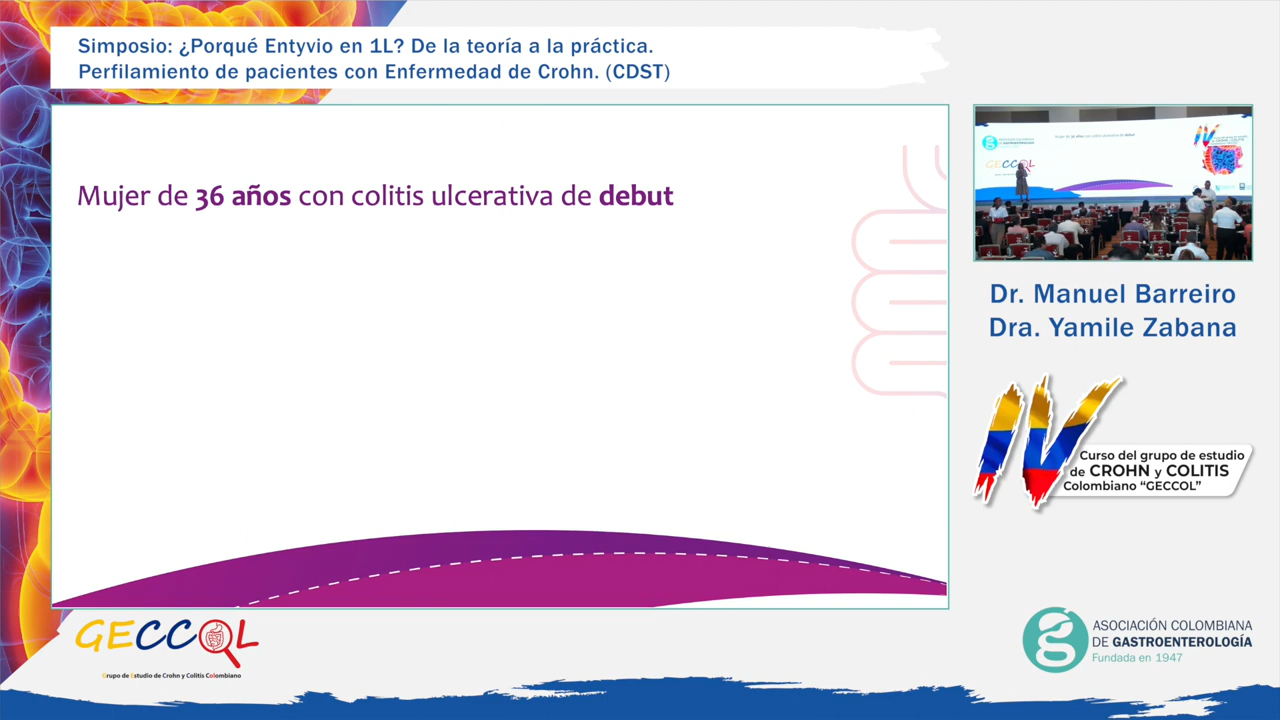 Simposio: ¿Porqué Entyvio en 1L? De la teoría a la práctica.
Perfilamiento de pacientes con Enfermedad de Crohn. (CDST)
Mujer de 36 años con colitis ulcerativa de debut
Dr. Manuel Barreiro
Dra. Yamile Zabana
IV
Curso del grupo de estudio
de CROHN y COLITIS
Colombiano “GECCOL”
GECCOL
Grupo de Estudio de Crohn y Colitis Colombiano
ASOCIACIÓN COLOMBIANA
DE GASTROENTEROLOGÍA
Fundada en 1947